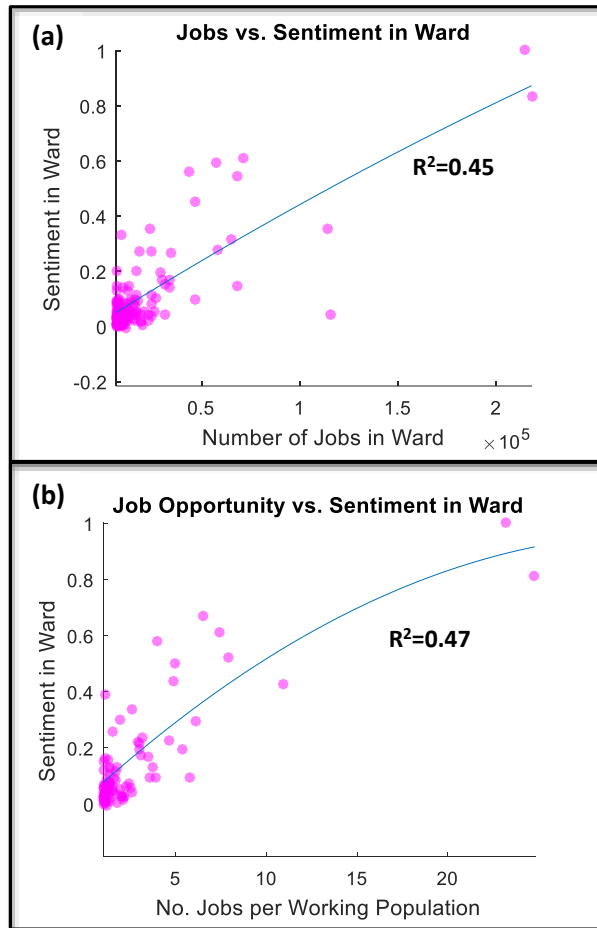 (a)
Jobs vs. Sentiment in Ward
1
0.8
0.6
0.4
0.2
0
-0.2
Sentiment in Ward
R²=0.45
0.5
1
1.5
2
× 10⁵
Number of Jobs in Ward
(b)
Job Opportunity vs. Sentiment in Ward
1
0.8
0.6
0.4
0.2
0
Sentiment in Ward
R²=0.47
5
10
15
20
No. Jobs per Working Population